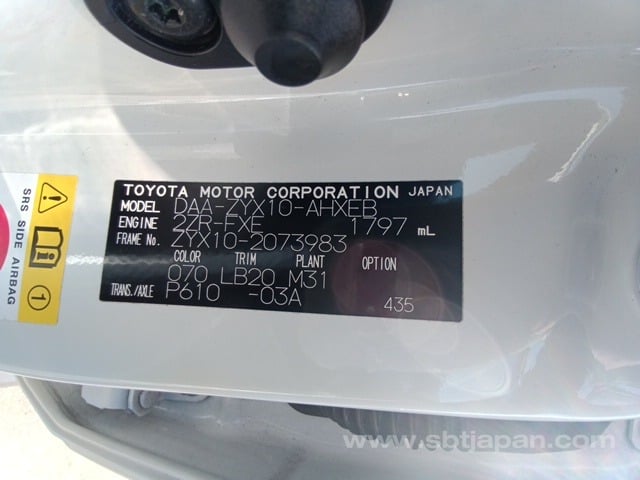 TOYOTA MOTOR CORPORATION JAPAN
MODEL DAA-ZYX10-AHXEB
ENGINE 2ZR-FXE 1797 mL
FRAME No. ZYX10-2073983
COLOR TRIM PLANT OPTION
070 LB20 M31
TRANS./AXLE P610 -03A
435
SRS SIDE AIRBAG
1
www.sbtjapan.com